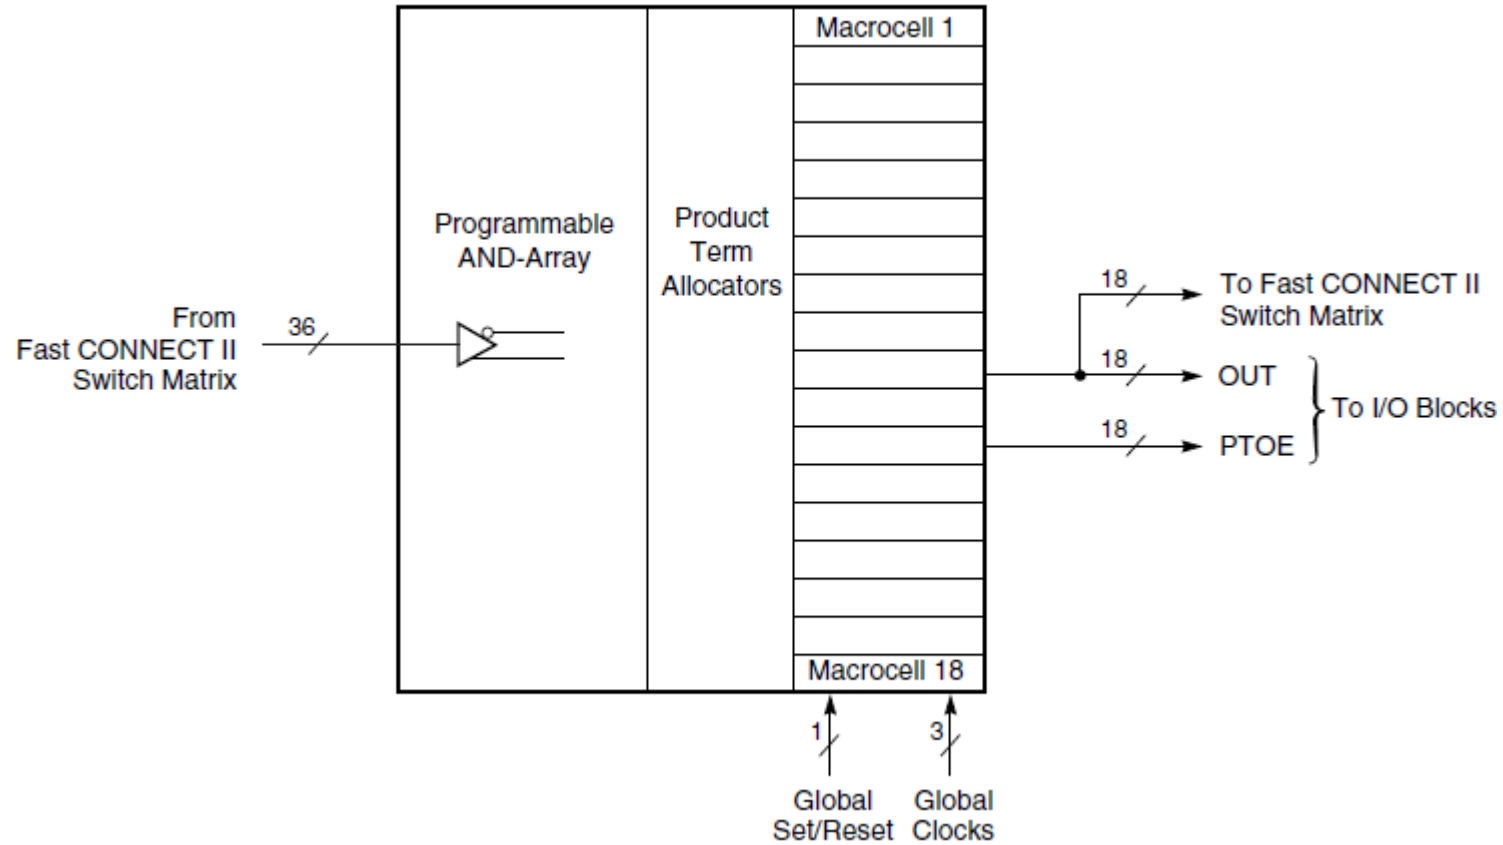 Macrocell 1
Programmable
AND-Array
Product
Term
Allocators
From
Fast CONNECT II
Switch Matrix
36
18
To Fast CONNECT II
Switch Matrix
18
OUT
To I/O Blocks
18
PTOE
Macrocell 18
1
3
Global
Set/Reset
Global
Clocks